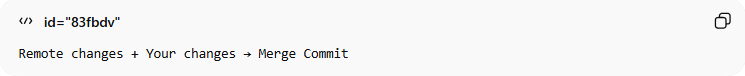 </> id="83fbdv"
Remote changes + Your changes → Merge Commit